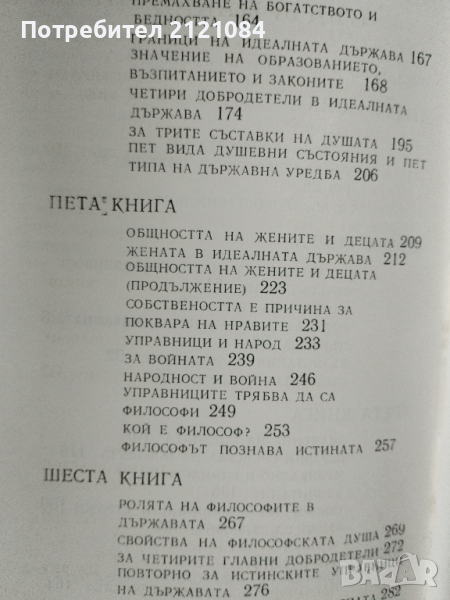 ПРЕМАХВАНЕ НА БОГАТСТВОТО И
БЕДНОСТТА 164
Потребител 2121084
ГРАНИЦИ НА ИДЕАЛНАТА ДЪРЖАВА 167
ЗНАЧЕНИЕ НА ОБРАЗОВАНИЕТО,
ВЪЗПИТАНИЕТО И ЗАКОНИТЕ 168
ЧЕТИРИ ДОБРОДЕТЕЛИ В ИДЕАЛНАТА
ДЪРЖАВА 174
ЗА ТРИТЕ СЪСТАВКИ НА ДУШАТА 195
ПЕТ ВИДА ДУШЕВНИ СЪСТОЯНИЯ И ПЕТ
ТИПА НА ДЪРЖАВНА УРЕДБА 206
ПЕТА КНИГА
ОБЩНОСТТА НА ЖЕНИТЕ И ДЕЦАТА 209
ЖЕНАТА В ИДЕАЛНАТА ДЪРЖАВА 212
ОБЩНОСТТА НА ЖЕНИТЕ И ДЕЦАТА
(ПРОДЪЛЖЕНИЕ) 223
СОБСТВЕНОСТТА Е ПРИЧИНА ЗА
ПОКВАРА НА НРАВИТЕ 231
УПРАВНИЦИ И НАРОД 233
ЗА ВОЙНАТА 239
НАРОДНОСТ И ВОЙНА 246
УПРАВНИЦИТЕ ТРЯБВА ДА СА
ФИЛОСОФИ 249
КОЙ Е ФИЛОСОФ? 253
ФИЛОСОФЪТ ПОЗНАВА ИСТИНАТА 257
ШЕСТА КНИГА
РОЛЯТА НА ФИЛОСОФИТЕ В
ДЪРЖАВАТА 267
СВОЙСТВА НА ФИЛОСОФСКАТА ДУША 269
ЗА ЧЕТИРИТЕ ГЛАВНИ ДОБРОДЕТЕЛИ 272
ПОВТОРНО ЗА ИСТИНСКИТЕ
НА ДЪРЖАВАТА 276
282
БАЗАР